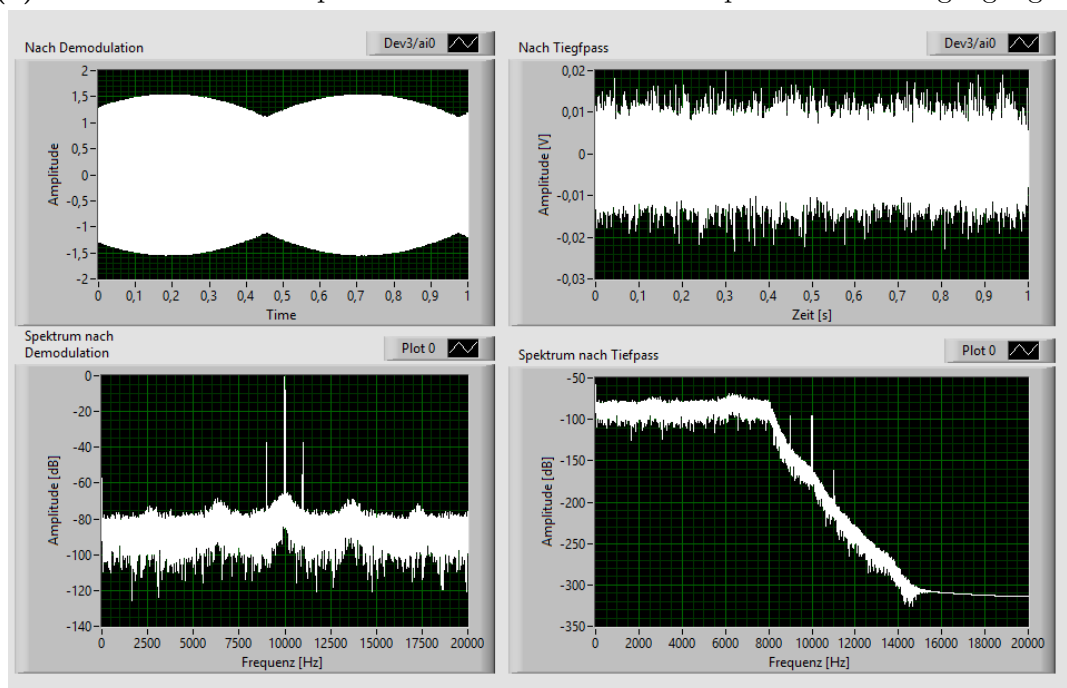 Nach Demodulation
Dev3/ai0
2
1,5
1
0,5
0
-0,5
-1
-1,5
-2
Amplitude
0 0,1 0,2 0,3 0,4 0,5 0,6 0,7 0,8 0,9 1
Time
Nach Tiegfpass
Dev3/ai0
0,02
0,01
0
-0,01
-0,02
-0,03
Amplitude [V]
0 0,1 0,2 0,3 0,4 0,5 0,6 0,7 0,8 0,9 1
Zeit [s]
Spektrum nach
Demodulation
Plot 0
0
-20
-40
-60
-80
-100
-120
-140
Amplitude [dB]
0 2500 5000 7500 10000 12500 15000 17500 20000
Frequenz [Hz]
Spektrum nach Tiefpass
Plot 0
-50
-100
-150
-200
-250
-300
-350
Amplitude [dB]
0 2000 4000 6000 8000 10000 12000 14000 16000 18000 20000
Frequenz [Hz]